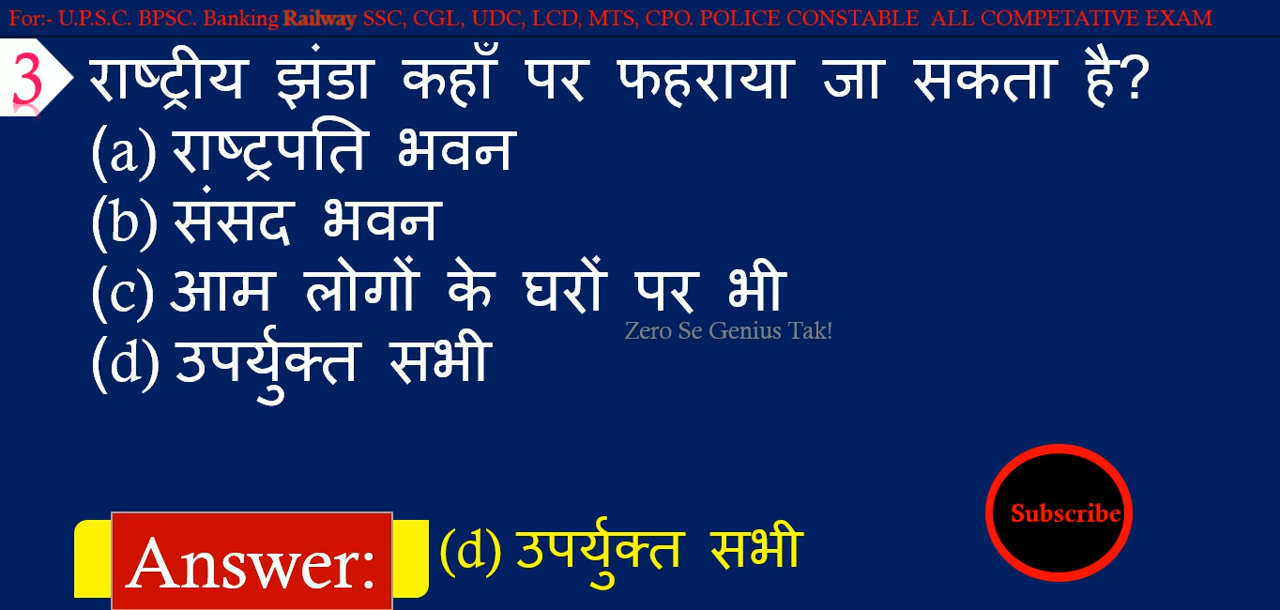 For:- U.P.S.C. BPSC. Banking Railway SSC, CGL, UDC, LCD, MTS, CPO. POLICE CONSTABLE ALL COMPETATIVE EXAM
3 राष्ट्रीय झंडा कहाँ पर फहराया जा सकता है?
(a) राष्ट्रपति भवन
(b) संसद भवन
(c) आम लोगों के घरों पर भी
Zero Se Genius Tak!
(d) उपर्युक्त सभी
Subscribe
Answer: (d) उपर्युक्त सभी